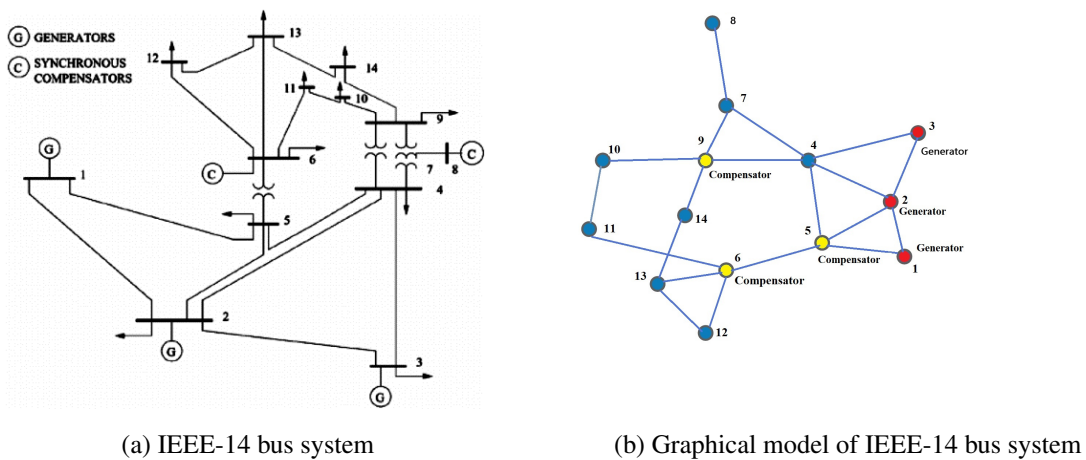 G GENERATORS
C SYNCHRONOUS
COMPENSATORS
13
12
14
11
10
9
G
1
C
6
7
8
C
4
5
2
G
3
G
(a) IEEE-14 bus system
8
7
3
Generator
9
4
10
Compensator
2
Generator
14
11
5
Generator
Compensator
1
6
13
Compensator
12
(b) Graphical model of IEEE-14 bus system